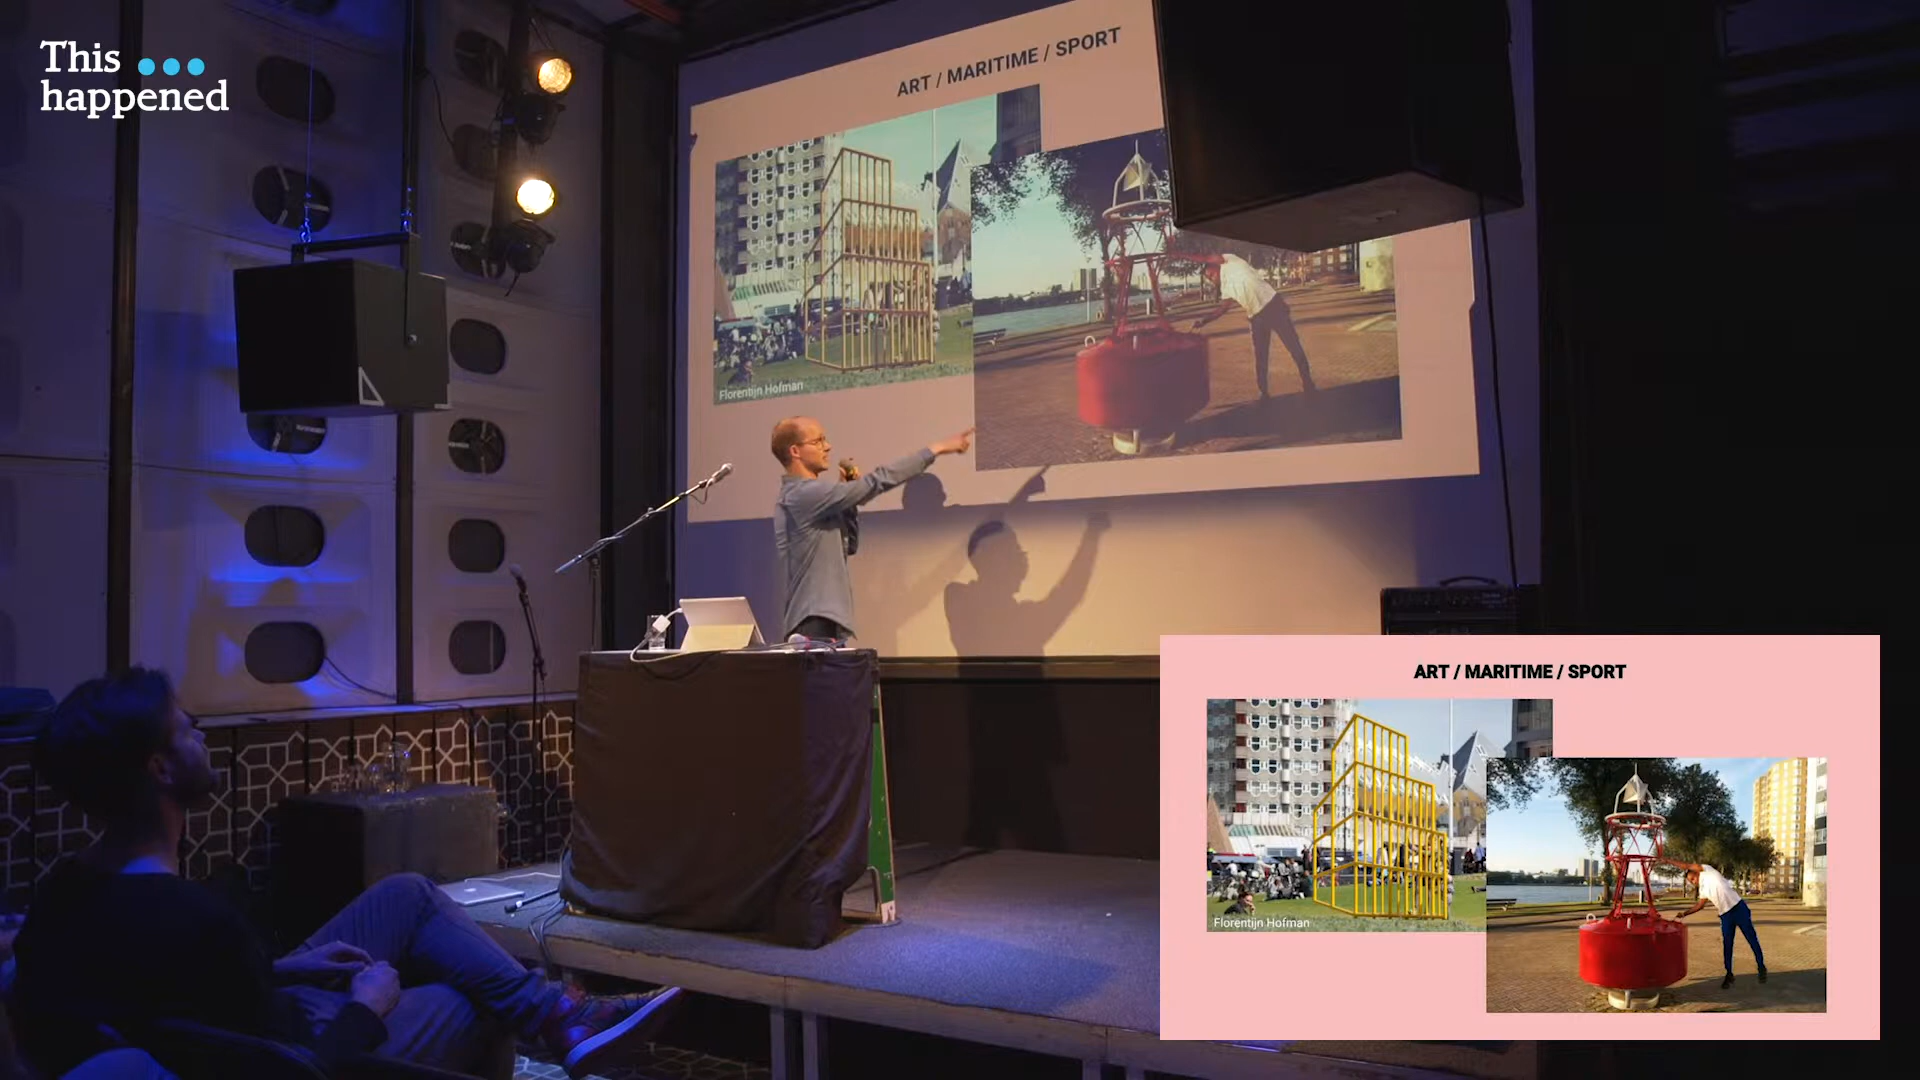 This
happened
ART / MARITIME / SPORT
Florentijn Hofman
ART / MARITIME / SPORT
Florentijn Hofman